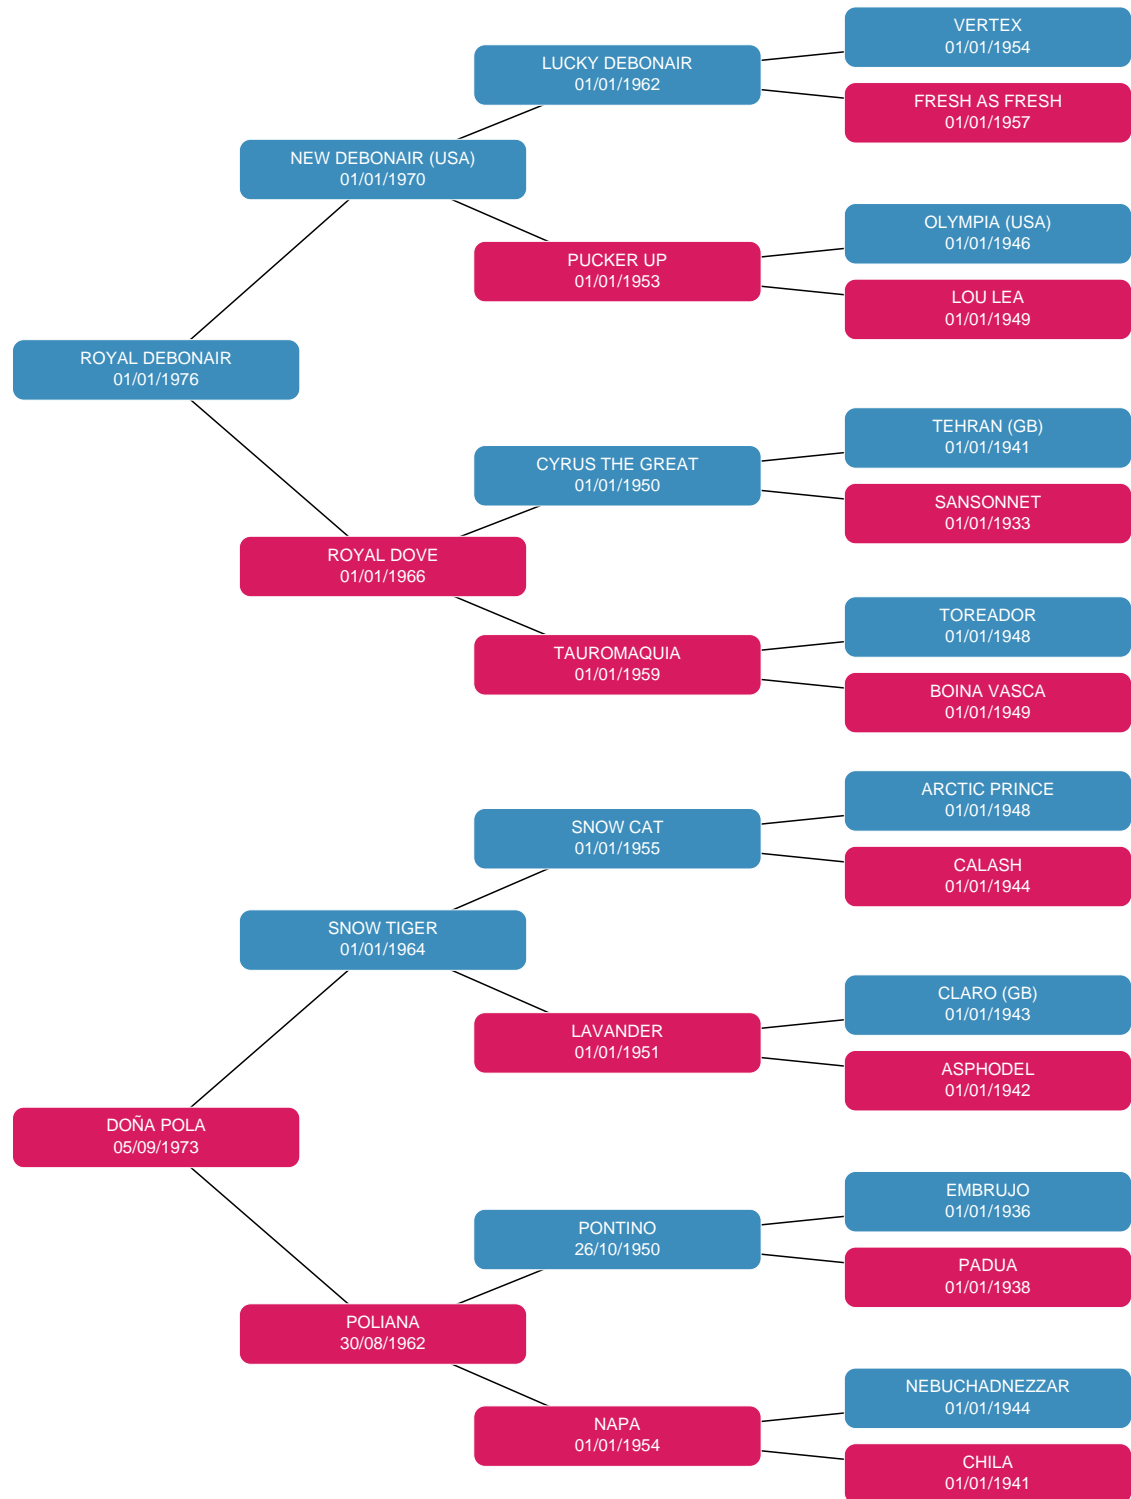 VERTEX
01/01/1954
LUCKY DEBONAIR
01/01/1962
FRESH AS FRESH
01/01/1957
NEW DEBONAIR (USA)
01/01/1970
OLYMPIA (USA)
01/01/1946
PUCKER UP
01/01/1953
LOU LEA
01/01/1949
ROYAL DEBONAIR
01/01/1976
TEHRAN (GB)
01/01/1941
CYRUS THE GREAT
01/01/1950
SANSONNET
01/01/1933
ROYAL DOVE
01/01/1966
TOREADOR
01/01/1948
TAUROMAQUIA
01/01/1959
BOINA VASCA
01/01/1949
ARCTIC PRINCE
01/01/1948
SNOW CAT
01/01/1955
CALASH
01/01/1944
SNOW TIGER
01/01/1964
CLARO (GB)
01/01/1943
LAVANDER
01/01/1951
ASPHODEL
01/01/1942
DOÑA POLA
05/09/1973
EMBRUJO
01/01/1936
PONTINO
26/10/1950
PADUA
01/01/1938
POLIANA
30/08/1962
NEBUCHADNEZZAR
01/01/1944
NAPA
01/01/1954
CHILA
01/01/1941